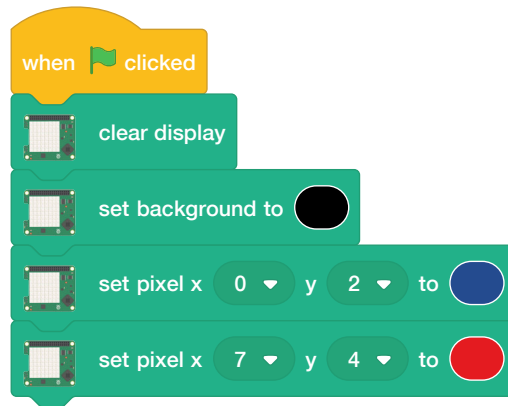 when clicked
clear display
set background to
set pixel x 0 y 2 to
set pixel x 7 y 4 to